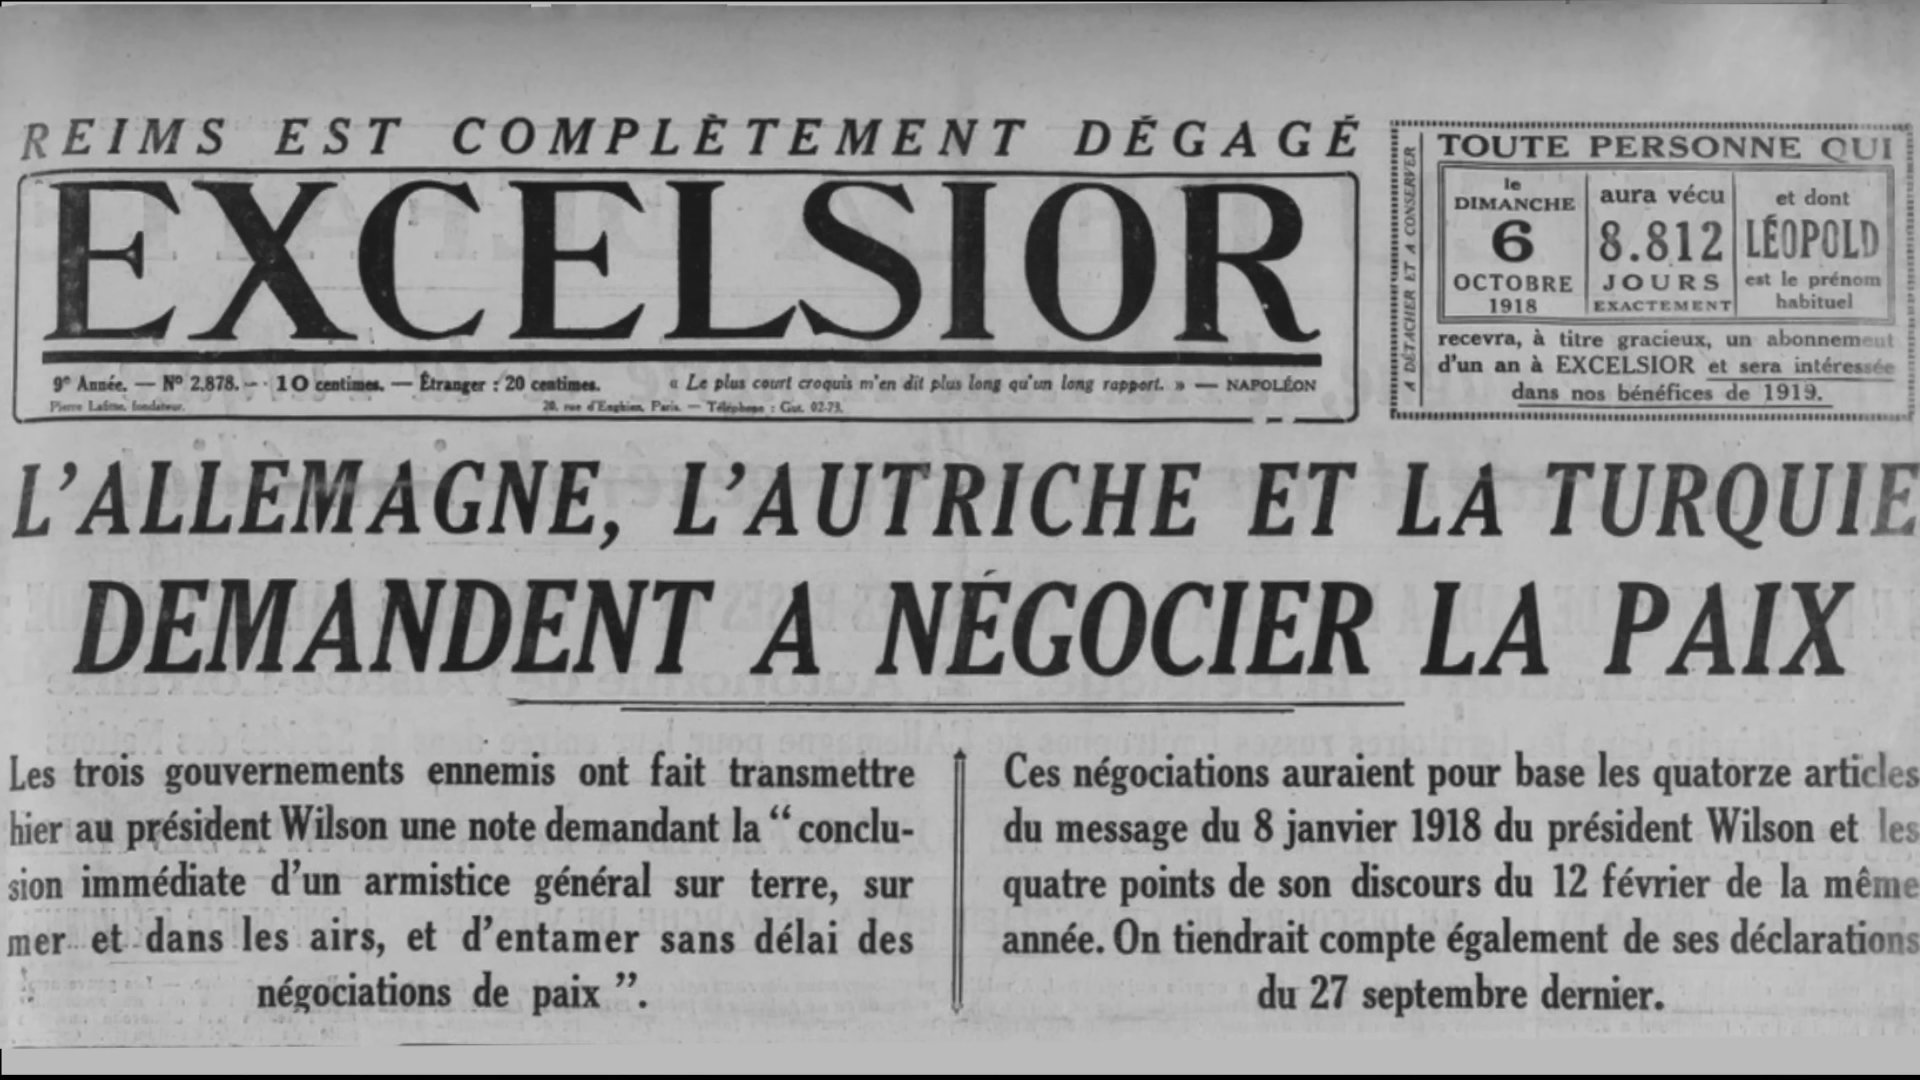 REIMS EST COMPLÈTEMENT DÉGAGÉ
EXCELSIOR
9e Année. — No 2.878. — 10 centimes. — Étranger : 20 centimes.
« Le plus court croquis m'en dit plus long qu'un long rapport. » — NAPOLÉON
Pierre Lafitte, fondateur.
20, rue d'Enghien, Paris. — Téléphone : Gut. 02-73.
A DÉTACHER ET A CONSERVER
TOUTE PERSONNE QUI
le
DIMANCHE
6
OCTOBRE
1918
aura vécu
8.812
JOURS
EXACTEMENT
et dont
LÉOPOLD
est le prénom
habituel
recevra, à titre gracieux, un abonnement
d'un an à EXCELSIOR et sera intéressée
dans nos bénéfices de 1919.
L'ALLEMAGNE, L'AUTRICHE ET LA TURQUIE
DEMANDENT A NÉGOCIER LA PAIX
Les trois gouvernements ennemis ont fait transmettre
hier au président Wilson une note demandant la “ conclu-
sion immédiate d'un armistice général sur terre, sur
mer et dans les airs, et d'entamer sans délai des
négociations de paix ”.
Ces négociations auraient pour base les quatorze articles
du message du 8 janvier 1918 du président Wilson et les
quatre points de son discours du 12 février de la même
année. On tiendrait compte également de ses déclarations
du 27 septembre dernier.